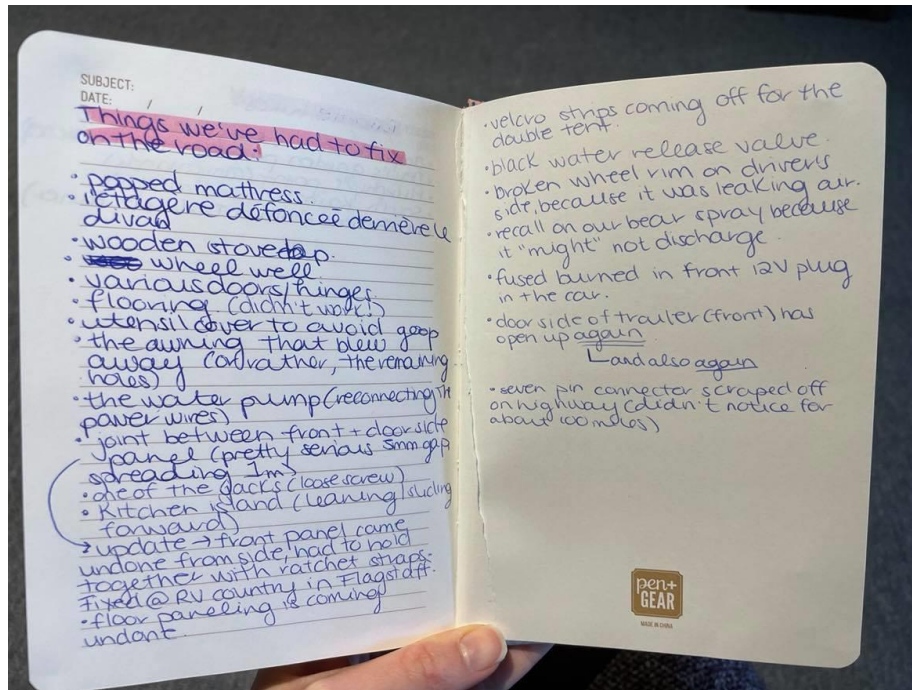 SUBJECT:
DATE: / /
Things we've had to fix
on the road:
• popped mattress.
• l'étagère défoncée derrière le
divan
• wooden stovetop.
• wheel well
• various doors/hinges
• flooring (didn't work!)
• utensil cover to avoid goop
• the awning that blew
away (or rather, the remaining
holes)
• the water pump (reconnecting the
power wires)
• joint between front + door side
panel (pretty serious 5mm gap
spreading 1m)
• one of the jacks (loose screw)
• Kitchen island (leaning/sliding
forward)
→ update → front panel came
undone from side, had to hold
together with ratchet straps.
Fixed @ RV country in Flagstaff.
• floor paneling is coming
undone.
• velcro strips coming off for the
double tent.
• black water release valve.
• broken wheel rim on driver's
side, because it was leaking air.
• recall on our bear spray because
it "might" not discharge.
• fused burned in front 12V plug
in the car.
• door side of trailer (front) has
open up again
and also again
• seven pin connector scraped off
on highway (didn't notice for
about 100 miles)
pen+
GEAR
MADE IN CHINA